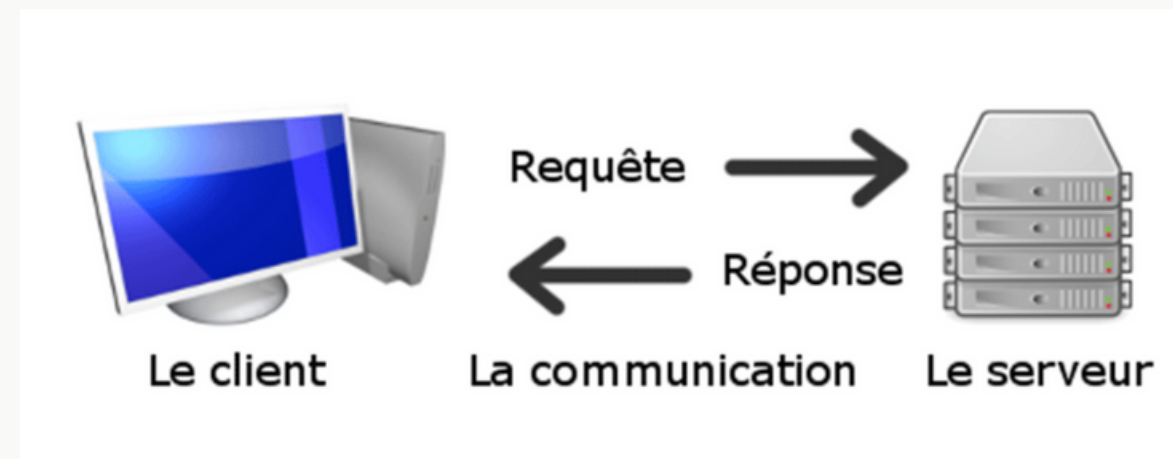 Requête
Réponse
Le client
La communication
Le serveur